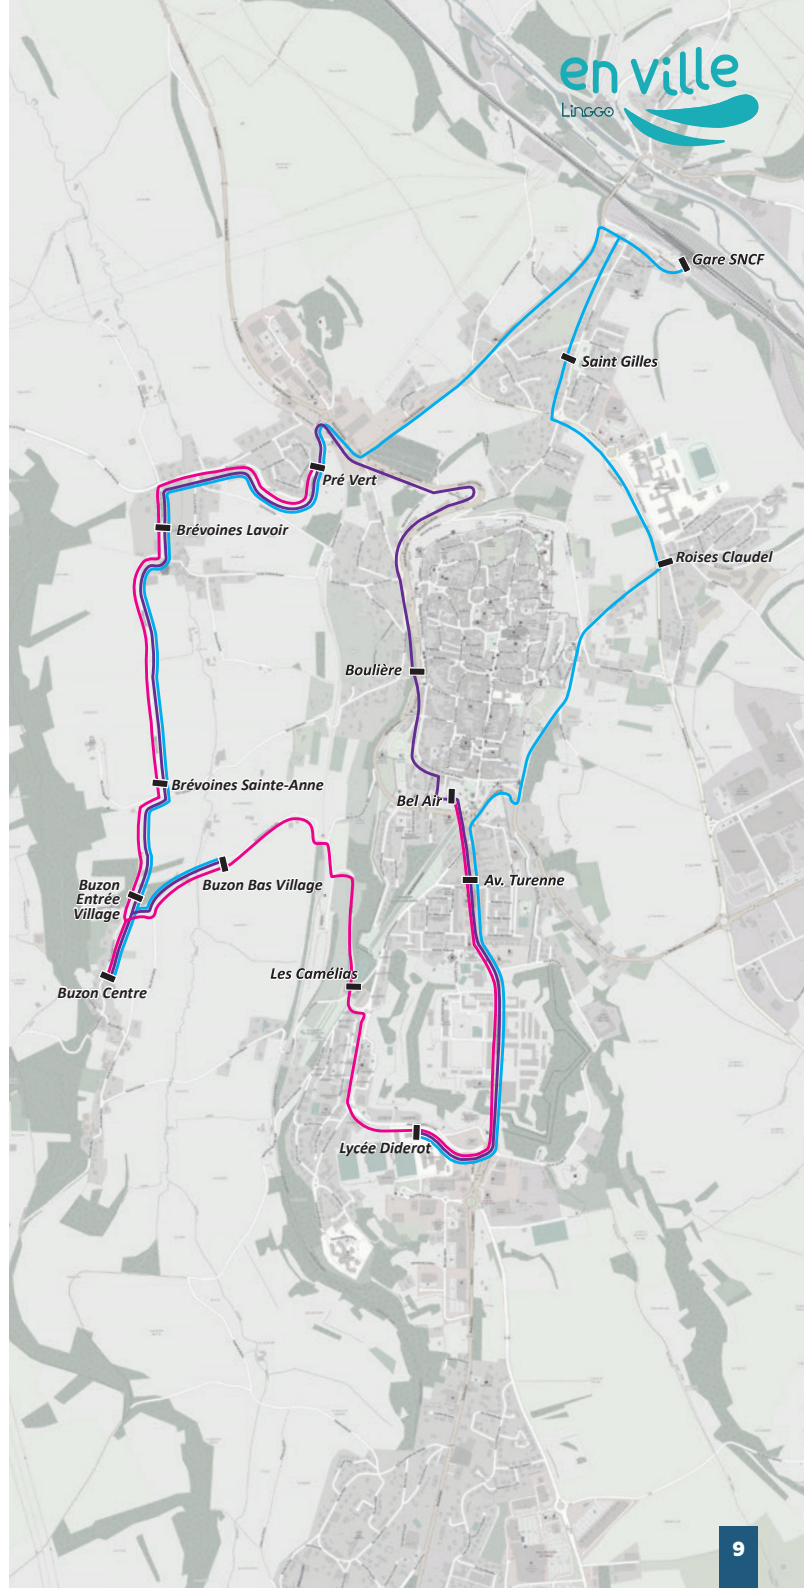 en ville
Linggo
Gare SNCF
Saint Gilles
Pré Vert
Brévoines Lavoir
Roises Claudel
Boulière
Brévoines Sainte-Anne
Bel Air
Buzon
Entrée
Village
Buzon Bas Village
Av. Turenne
Les Camélias
Buzon Centre
Lycée Diderot
9